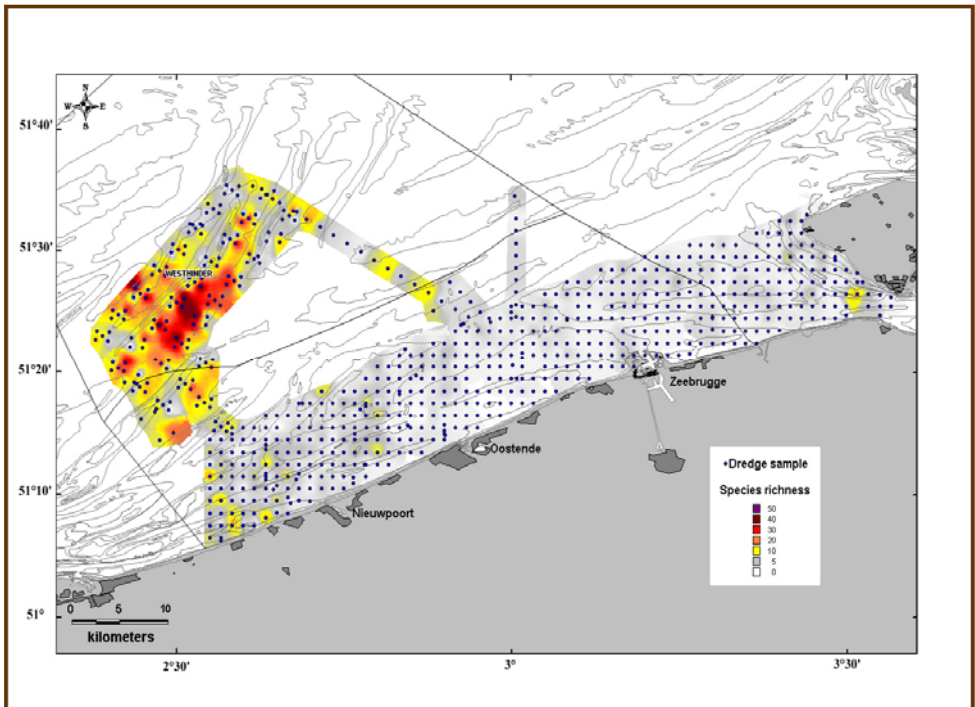 N
W E
S
51°40'
51°30'
WESTHINDER
51°20'
Zeebrugge
Oostende
51°10'
Nieuwpoort
Dredge sample
Species richness
50
40
30
20
10
5
0
51°
0 5 10
kilometers
2°30'
3°
3°30'